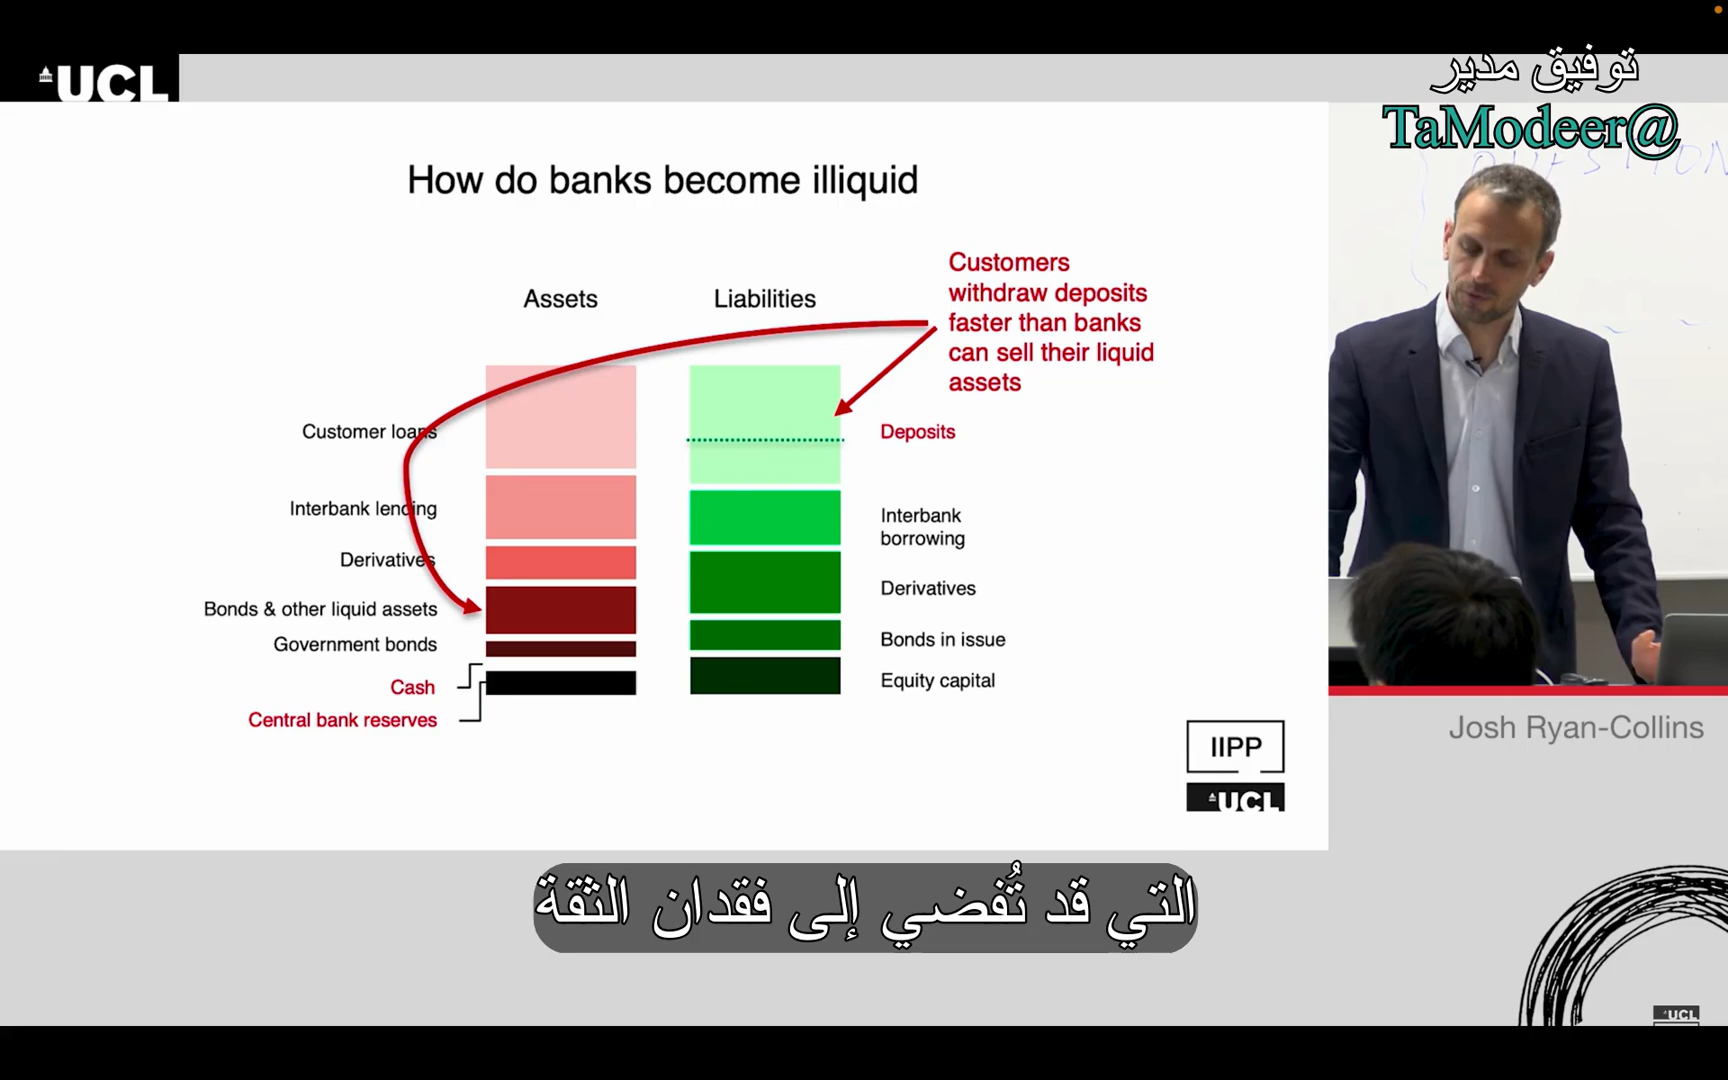 UCL
توفيق مدير
TaModeer@
QUESTION
How do banks become illiquid
Assets
Liabilities
Customers
withdraw deposits
faster than banks
can sell their liquid
assets
Customer loans
Interbank lending
Derivatives
Bonds & other liquid assets
Government bonds
Cash
Central bank reserves
Deposits
Interbank
borrowing
Derivatives
Bonds in issue
Equity capital
IIPP
UCL
Josh Ryan-Collins
التي قد تُفضي إلى فقدان الثقة
UCL